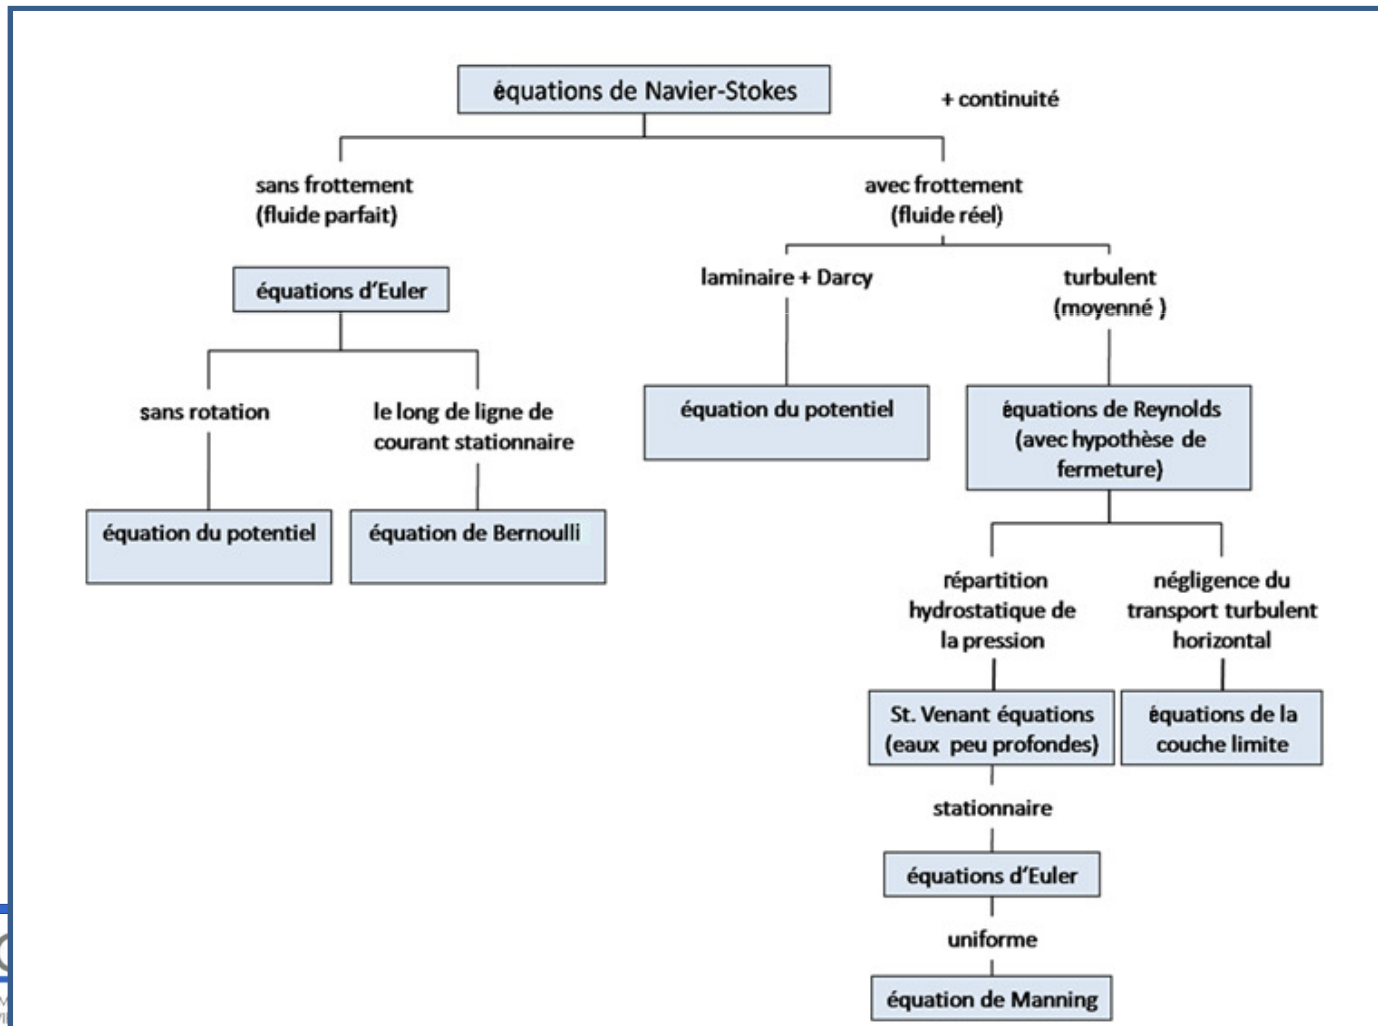 équations de Navier-Stokes
+ continuité
sans frottement
(fluide parfait)
avec frottement
(fluide réel)
équations d'Euler
laminaire + Darcy
turbulent
(moyenné )
sans rotation
le long de ligne de
courant stationnaire
équation du potentiel
équations de Reynolds
(avec hypothèse de
fermeture)
équation du potentiel
équation de Bernoulli
répartition
hydrostatique de
la pression
négligence du
transport turbulent
horizontal
St. Venant équations
(eaux peu profondes)
équations de la
couche limite
stationnaire
équations d'Euler
uniforme
équation de Manning